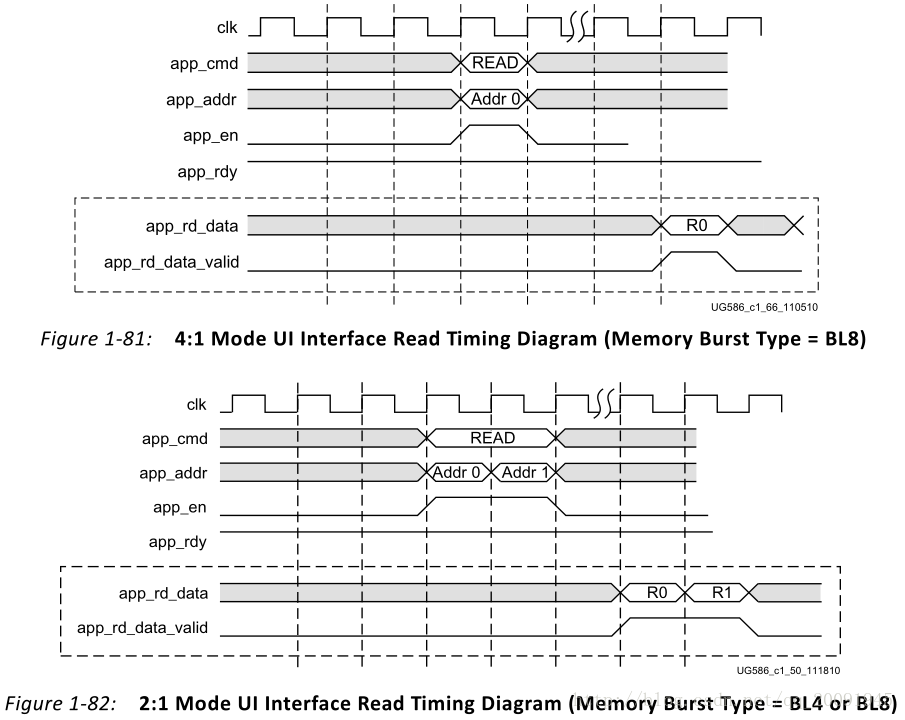 clk
app_cmd READ
app_addr Addr 0
app_en
app_rdy
app_rd_data R0
app_rd_data_valid
UG586_c1_66_110510
Figure 1-81: 4:1 Mode UI Interface Read Timing Diagram (Memory Burst Type = BL8)
clk
app_cmd READ
app_addr Addr 0 Addr 1
app_en
app_rdy
app_rd_data R0 R1
app_rd_data_valid
UG586_c1_50_111810
Figure 1-82: 2:1 Mode UI Interface Read Timing Diagram (Memory Burst Type = BL4 or BL8)